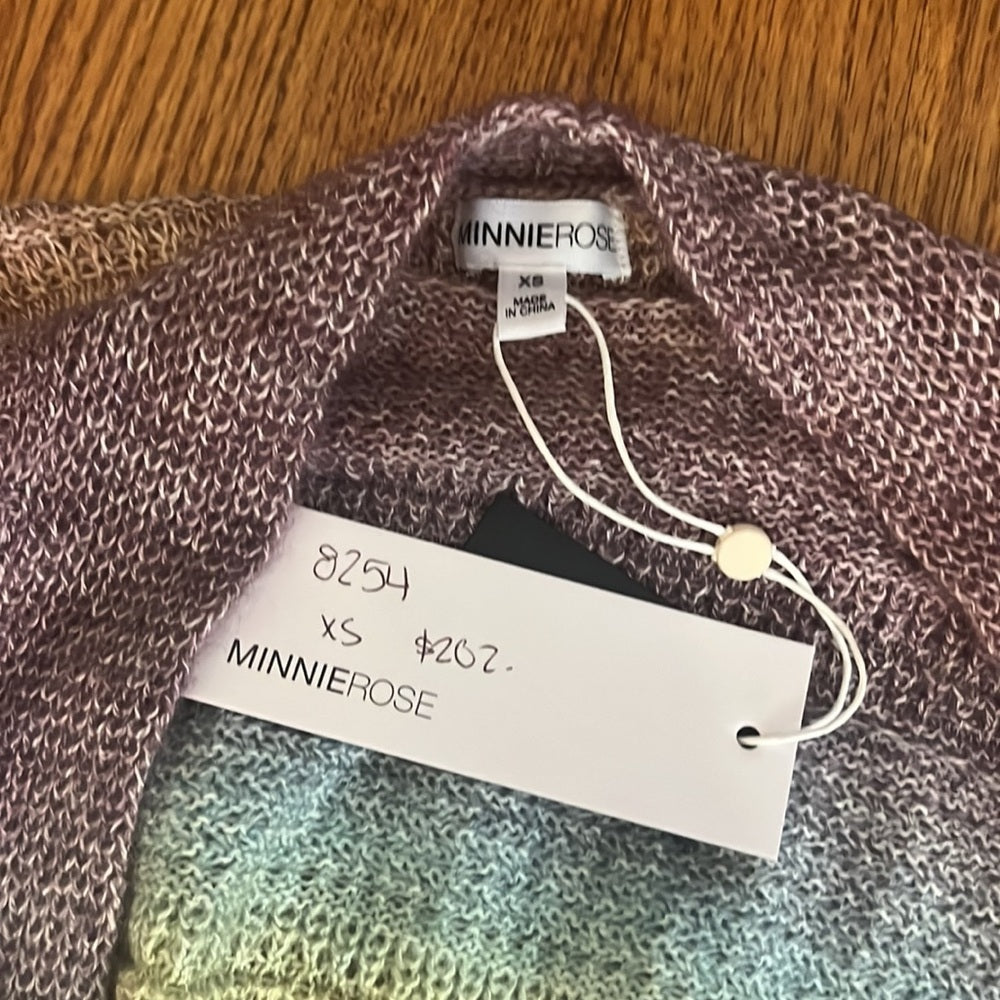 MINNIEROSE
XS
MADE
IN CHINA
8254
XS $202.
MINNIEROSE